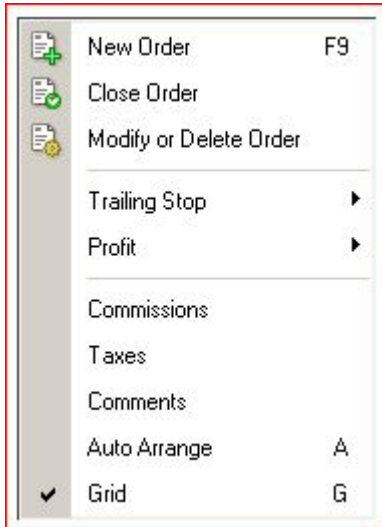 New Order F9
Close Order
Modify or Delete Order
Trailing Stop
Profit
Commissions
Taxes
Comments
Auto Arrange A
Grid G